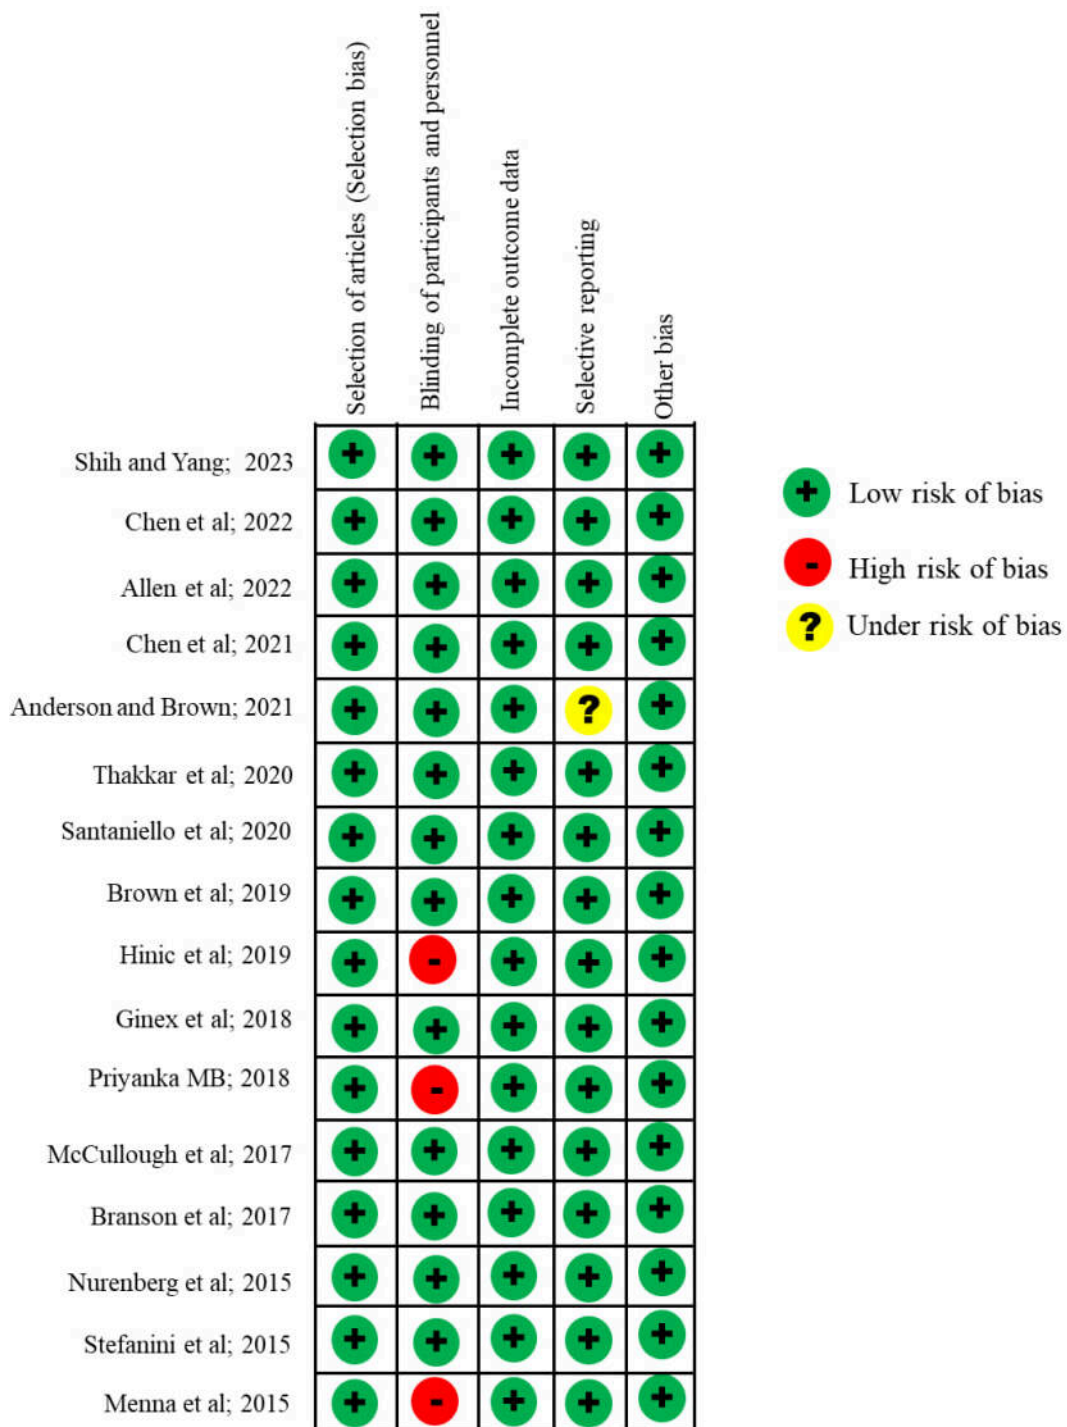 Selection of articles (Selection bias)
Blinding of participants and personnel
Incomplete outcome data
Selective reporting
Other bias
Shih and Yang; 2023 + + + + +
Chen et al; 2022 + + + + +
Allen et al; 2022 + + + + +
Chen et al; 2021 + + + + +
Anderson and Brown; 2021 + + + ? +
Thakkar et al; 2020 + + + + +
Santaniello et al; 2020 + + + + +
Brown et al; 2019 + + + + +
Hinic et al; 2019 + - + + +
Ginex et al; 2018 + + + + +
Priyanka MB; 2018 + - + + +
McCullough et al; 2017 + + + + +
Branson et al; 2017 + + + + +
Nurenberg et al; 2015 + + + + +
Stefanini et al; 2015 + + + + +
Menna et al; 2015 + - + + +
+ Low risk of bias
- High risk of bias
? Under risk of bias